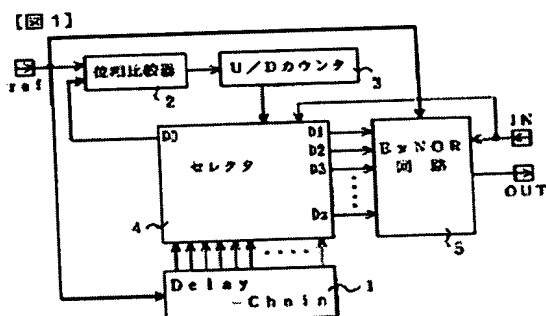 【図1】
ref
位相比較器
2
U/Dカウンタ
3
D0
セレクタ
4
D1
D2
D3
Dz
ExNOR
回路
5
IN
OUT
Delay
-Chain
1